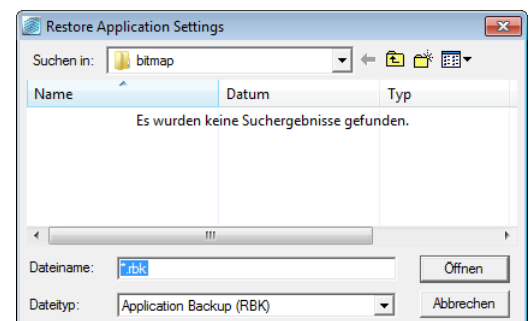 Restore Application Settings
Suchen in: bitmap
Name Datum Typ
Es wurden keine Suchergebnisse gefunden.
Dateiname: *.rbk Öffnen
Dateityp: Application Backup (RBK) Abbrechen